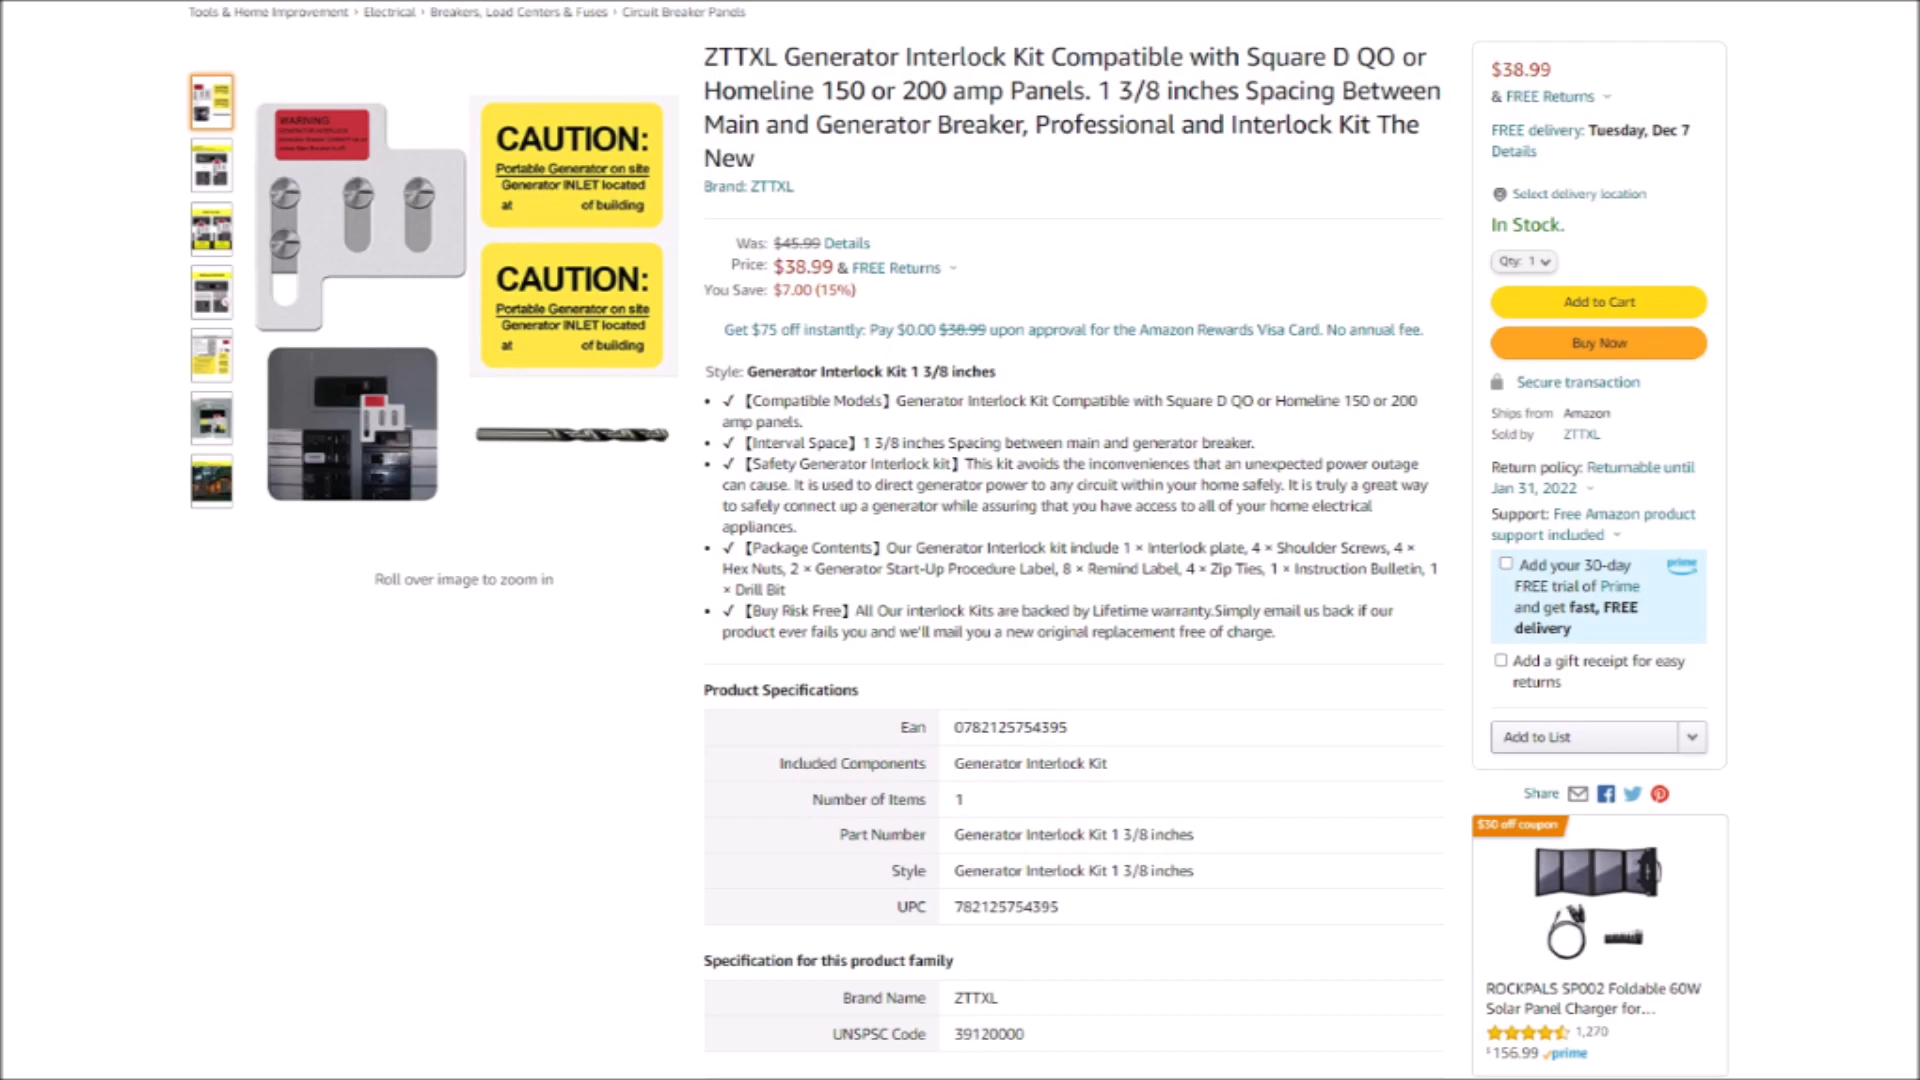 Tools & Home Improvement › Electrical › Breakers, Load Centers & Fuses › Circuit Breaker Panels
WARNING
CAUTION:
Portable Generator on site
Generator INLET located
at of building
CAUTION:
Portable Generator on site
Generator INLET located
at of building
Roll over image to zoom in
ZTTXL Generator Interlock Kit Compatible with Square D QO or
Homeline 150 or 200 amp Panels. 1 3/8 inches Spacing Between
Main and Generator Breaker, Professional and Interlock Kit The
New
Brand: ZTTXL
Was: $45.99 Details
Price: $38.99 & FREE Returns
You Save: $7.00 (15%)
Get $75 off instantly: Pay $0.00 $38.99 upon approval for the Amazon Rewards Visa Card. No annual fee.
Style: Generator Interlock Kit 1 3/8 inches
• √ 【Compatible Models】Generator Interlock Kit Compatible with Square D QO or Homeline 150 or 200
amp panels.
• √ 【Interval Space】1 3/8 inches Spacing between main and generator breaker.
• √ 【Safety Generator Interlock kit】This kit avoids the inconveniences that an unexpected power outage
can cause. It is used to direct generator power to any circuit within your home safely. It is truly a great way
to safely connect up a generator while assuring that you have access to all of your home electrical
appliances.
• √ 【Package Contents】Our Generator Interlock kit include 1 × Interlock plate, 4 × Shoulder Screws, 4 ×
Hex Nuts, 2 × Generator Start-Up Procedure Label, 8 × Remind Label, 4 × Zip Ties, 1 × Instruction Bulletin, 1
× Drill Bit
• √ 【Buy Risk Free】All Our interlock Kits are backed by Lifetime warranty.Simply email us back if our
product ever fails you and we'll mail you a new original replacement free of charge.
Product Specifications
Ean 0782125754395
Included Components Generator Interlock Kit
Number of Items 1
Part Number Generator Interlock Kit 1 3/8 inches
Style Generator Interlock Kit 1 3/8 inches
UPC 782125754395
Specification for this product family
Brand Name ZTTXL
UNSPSC Code 39120000
$38.99
& FREE Returns
FREE delivery: Tuesday, Dec 7
Details
Select delivery location
In Stock.
Qty: 1
Add to Cart
Buy Now
Secure transaction
Ships from Amazon
Sold by ZTTXL
Return policy: Returnable until
Jan 31, 2022
Support: Free Amazon product
support included
Add your 30-day prime
FREE trial of Prime
and get fast, FREE
delivery
Add a gift receipt for easy
returns
Add to List
Share
$30 off coupon
ROCKPALS SP002 Foldable 60W
Solar Panel Charger for...
1,270
$156.99 prime